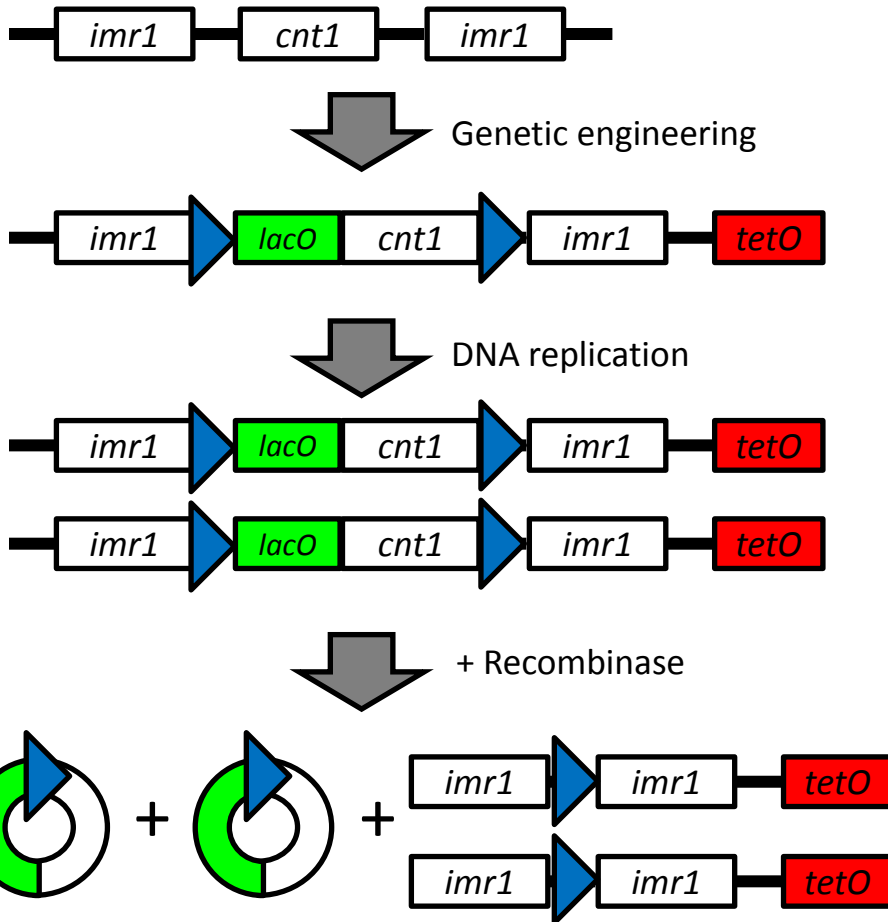 imr1 cnt1 imr1
Genetic engineering
imr1 lacO cnt1 imr1 tetO
DNA replication
imr1 lacO cnt1 imr1 tetO
imr1 lacO cnt1 imr1 tetO
+ Recombinase
+ + imr1 imr1 tetO
imr1 imr1 tetO